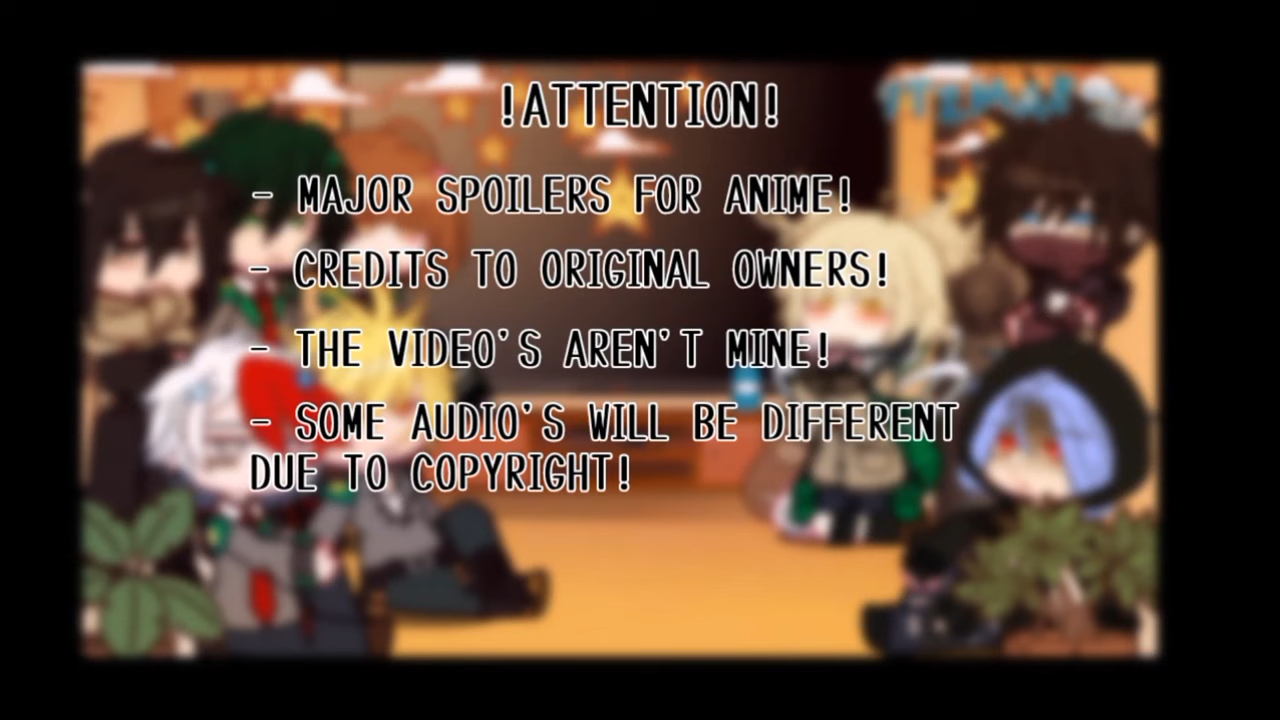 !ATTENTION!
- MAJOR SPOILERS FOR ANIME!
- CREDITS TO ORIGINAL OWNERS!
- THE VIDEO'S AREN'T MINE!
- SOME AUDIO'S WILL BE DIFFERENT
DUE TO COPYRIGHT!